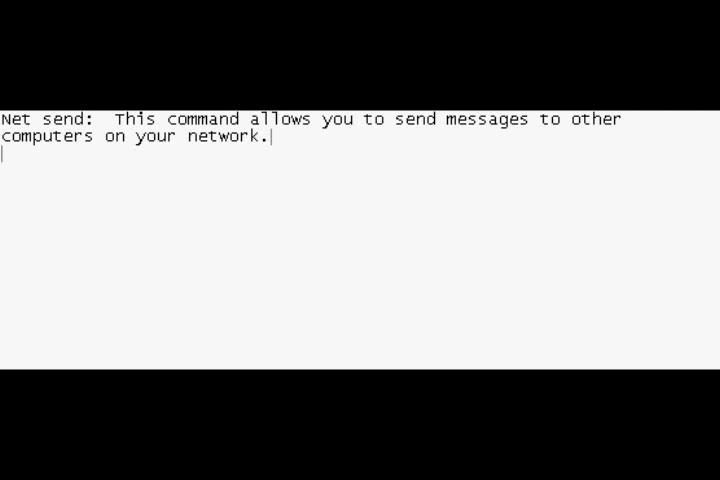 Net send:  This command allows you to send messages to other
computers on your network.